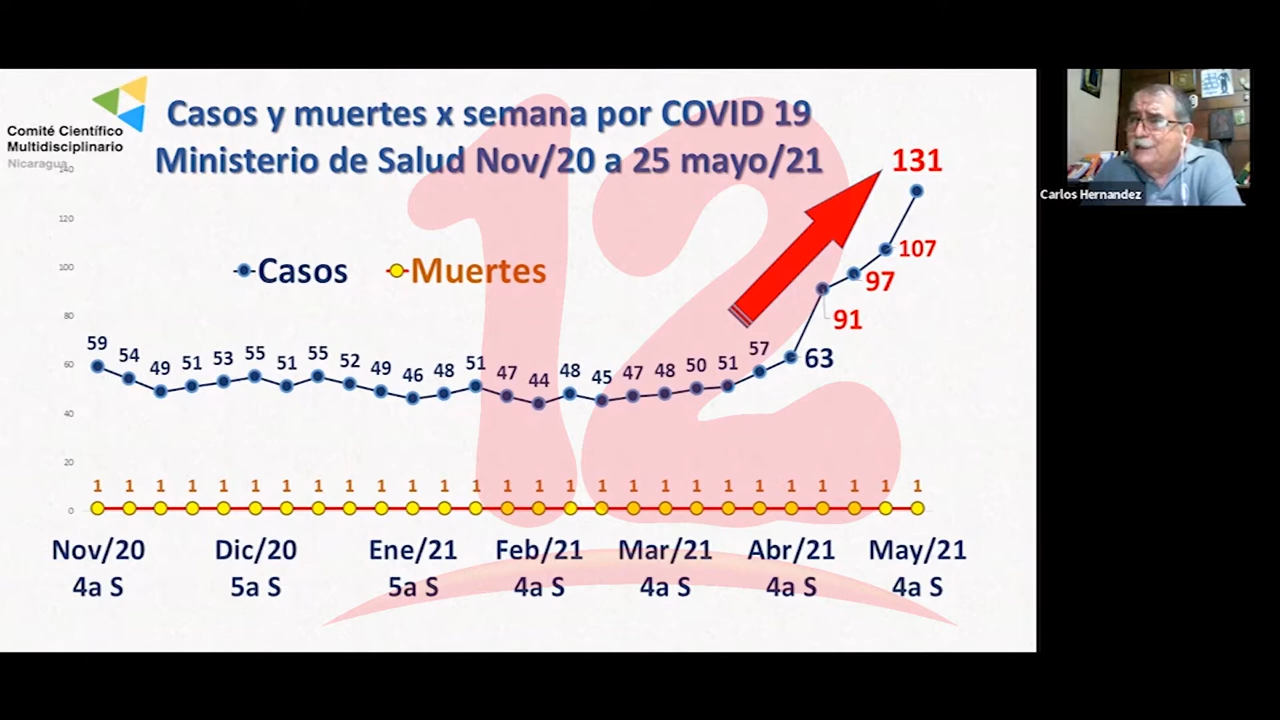 Comité Científico
Multidisciplinario
Nicaragua
Casos y muertes x semana por COVID 19
Ministerio de Salud Nov/20 a 25 mayo/21
Carlos Hernandez
12
Casos Muertes
140
120
100
80
60
40
20
0
59 54 49 51 53 55 51 55 52 49 46 48 51 47 44 48 45 47 48 50 51 57 63 91 97 107 131
1 1 1 1 1 1 1 1 1 1 1 1 1 1 1 1 1 1 1 1 1 1 1 1 1 1 1
Nov/20 Dic/20 Ene/21 Feb/21 Mar/21 Abr/21 May/21
4a S 5a S 5a S 4a S 4a S 4a S 4a S